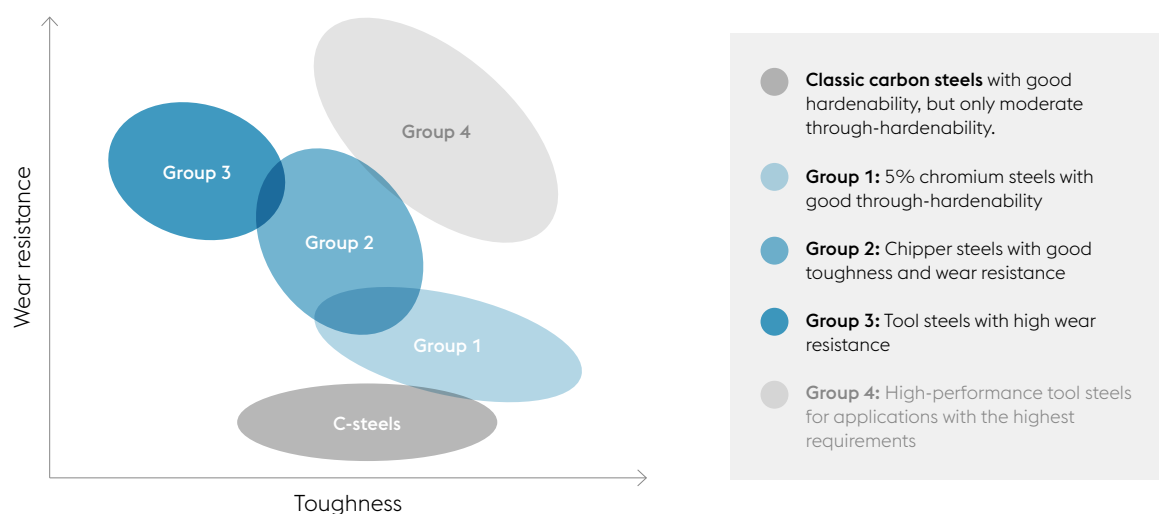 Wear resistance
Group 4
Group 3
Group 2
Group 1
C-steels
Toughness
Classic carbon steels with good
hardenability, but only moderate
through-hardenability.
Group 1: 5% chromium steels with
good through-hardenability
Group 2: Chipper steels with good
toughness and wear resistance
Group 3: Tool steels with high wear
resistance
Group 4: High-performance tool steels
for applications with the highest
requirements